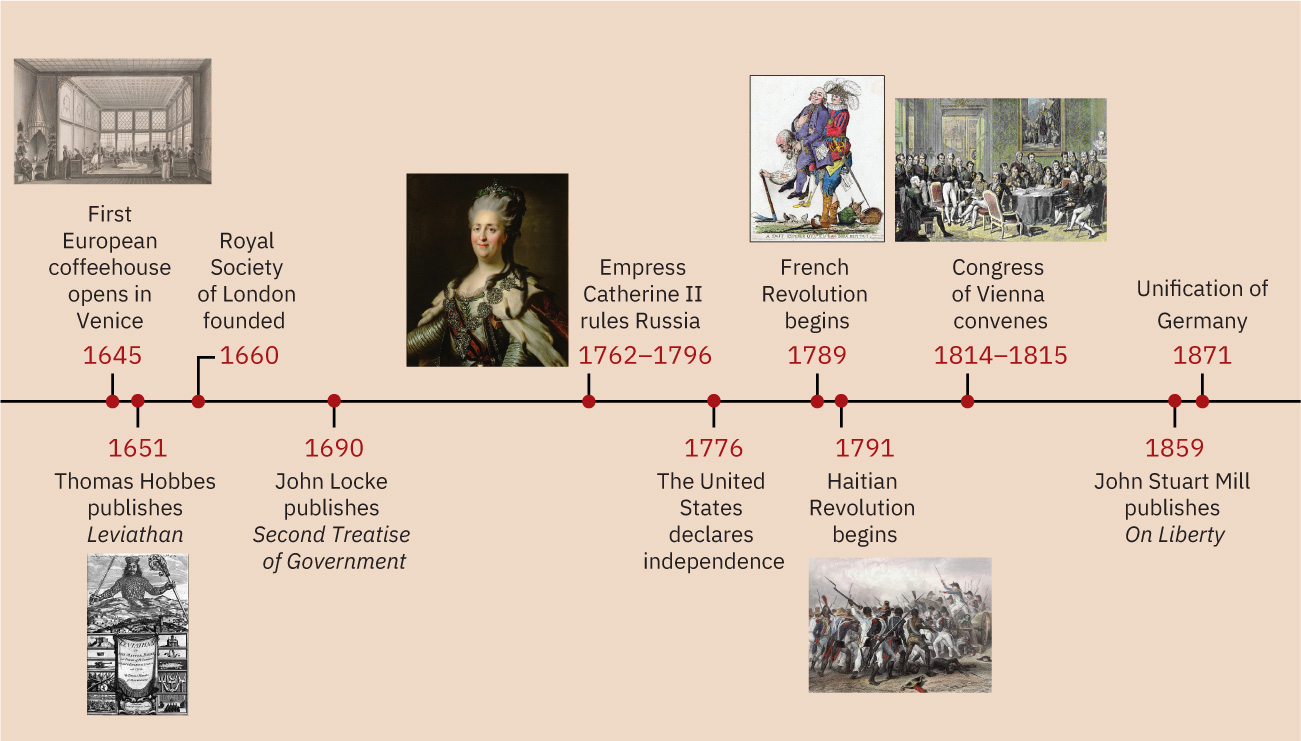 First
European
coffeehouse
opens in
Venice
1645
Royal
Society
of London
founded
1660
Empress
Catherine II
rules Russia
1762–1796
French
Revolution
begins
1789
Congress
of Vienna
convenes
1814–1815
Unification of
Germany
1871
1651
Thomas Hobbes
publishes
Leviathan
1690
John Locke
publishes
Second Treatise
of Government
1776
The United
States
declares
independence
1791
Haitian
Revolution
begins
1859
John Stuart Mill
publishes
On Liberty
LEVIATHAN